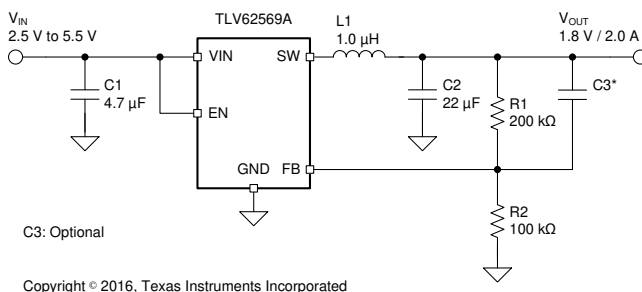 V_IN
2.5 V to 5.5 V
TLV62569A
L1
1.0 µH
V_OUT
1.8 V / 2.0 A
VIN
SW
C1
4.7 µF
EN
C2
22 µF
R1
200 kΩ
C3*
GND
FB
R2
100 kΩ
C3: Optional
Copyright © 2016, Texas Instruments Incorporated